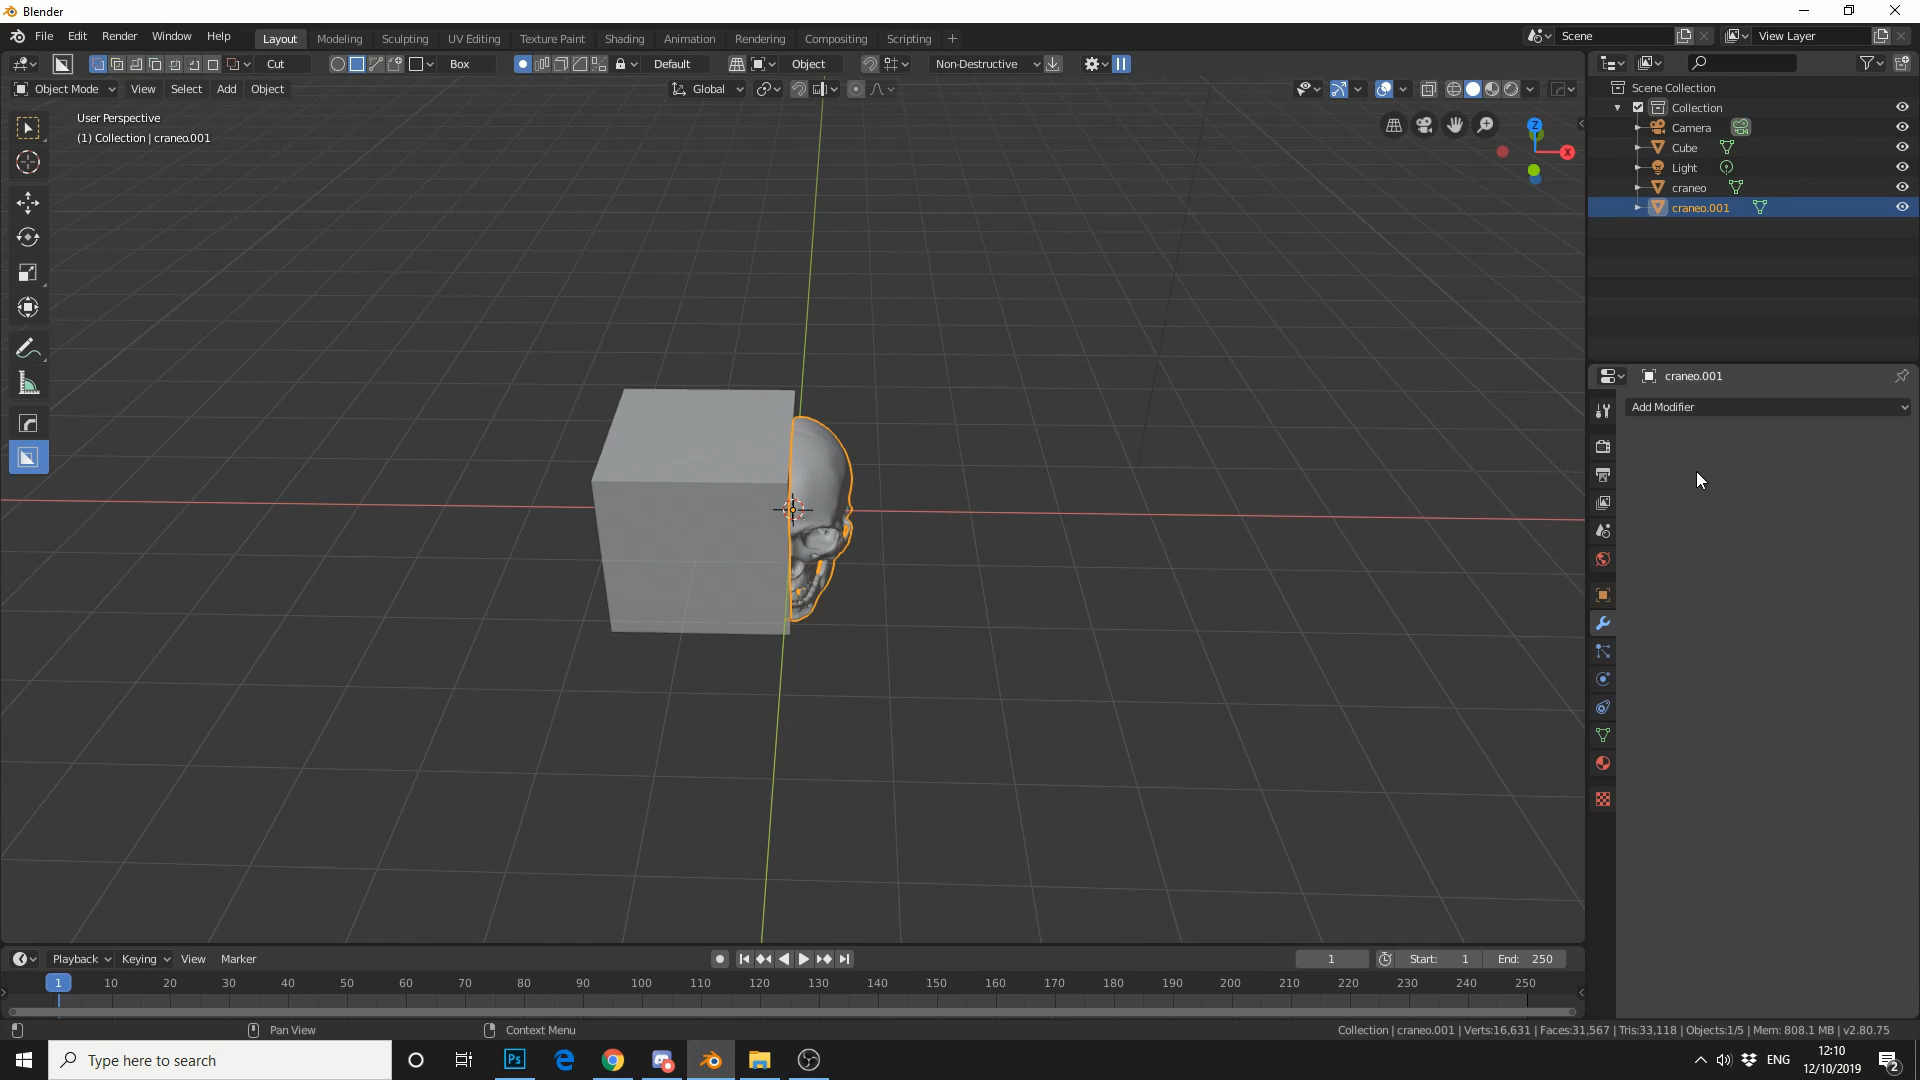 Blender
File Edit Render Window Help
Layout Modeling Sculpting UV Editing Texture Paint Shading Animation Rendering Compositing Scripting +
Scene
View Layer
Cut
Box
Default
Object
Non-Destructive
Object Mode View Select Add Object
Global
User Perspective
(1) Collection | craneo.001
Z
X
Scene Collection
Collection
Camera
Cube
Light
craneo
craneo.001
craneo.001
Add Modifier
Playback Keying View Marker
1
Start: 1
End: 250
1 10 20 30 40 50 60 70 80 90 100 110 120 130 140 150 160 170 180 190 200 210 220 230 240 250
Pan View
Context Menu
Collection | craneo.001 | Verts:16,631 | Faces:31,567 | Tris:33,118 | Objects:1/5 | Mem: 808.1 MB | v2.80.75
Type here to search
Ps
ENG
12:10
12/10/2019
2